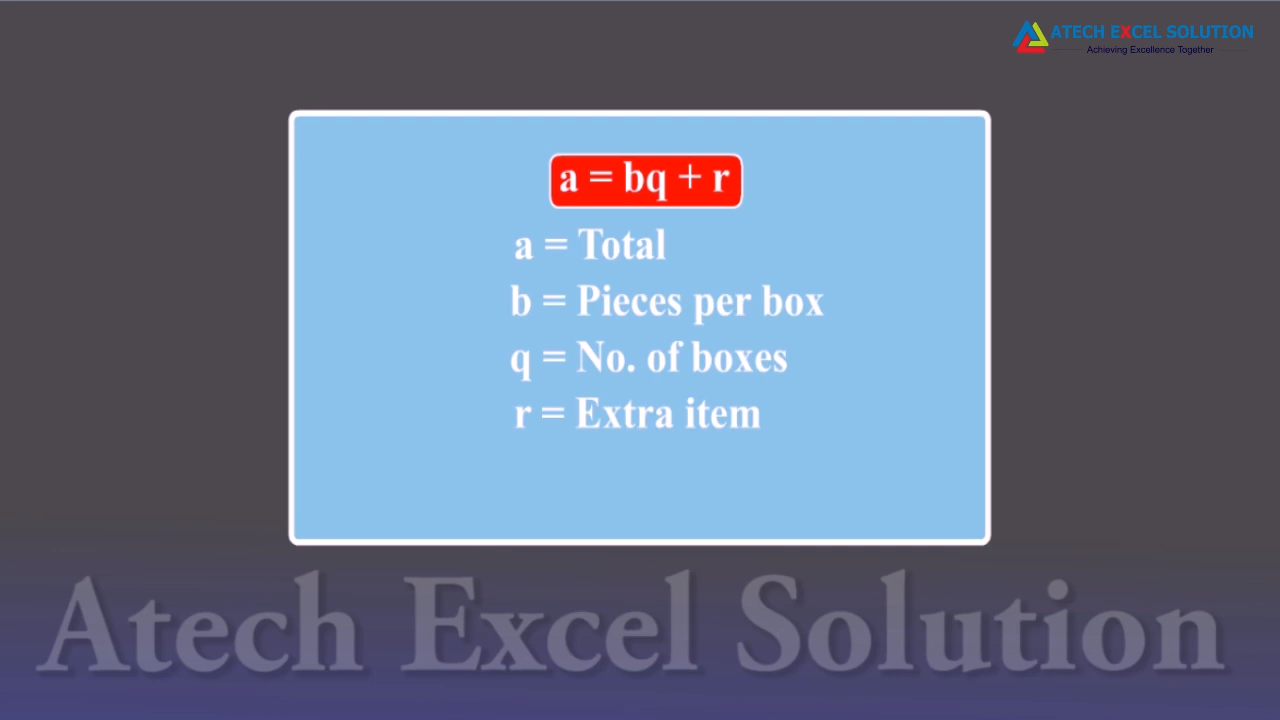 ATECH EXCEL SOLUTION
Achieving Excellence Together
a = bq + r
a = Total
b = Pieces per box
q = No. of boxes
r = Extra item
Atech Excel Solution